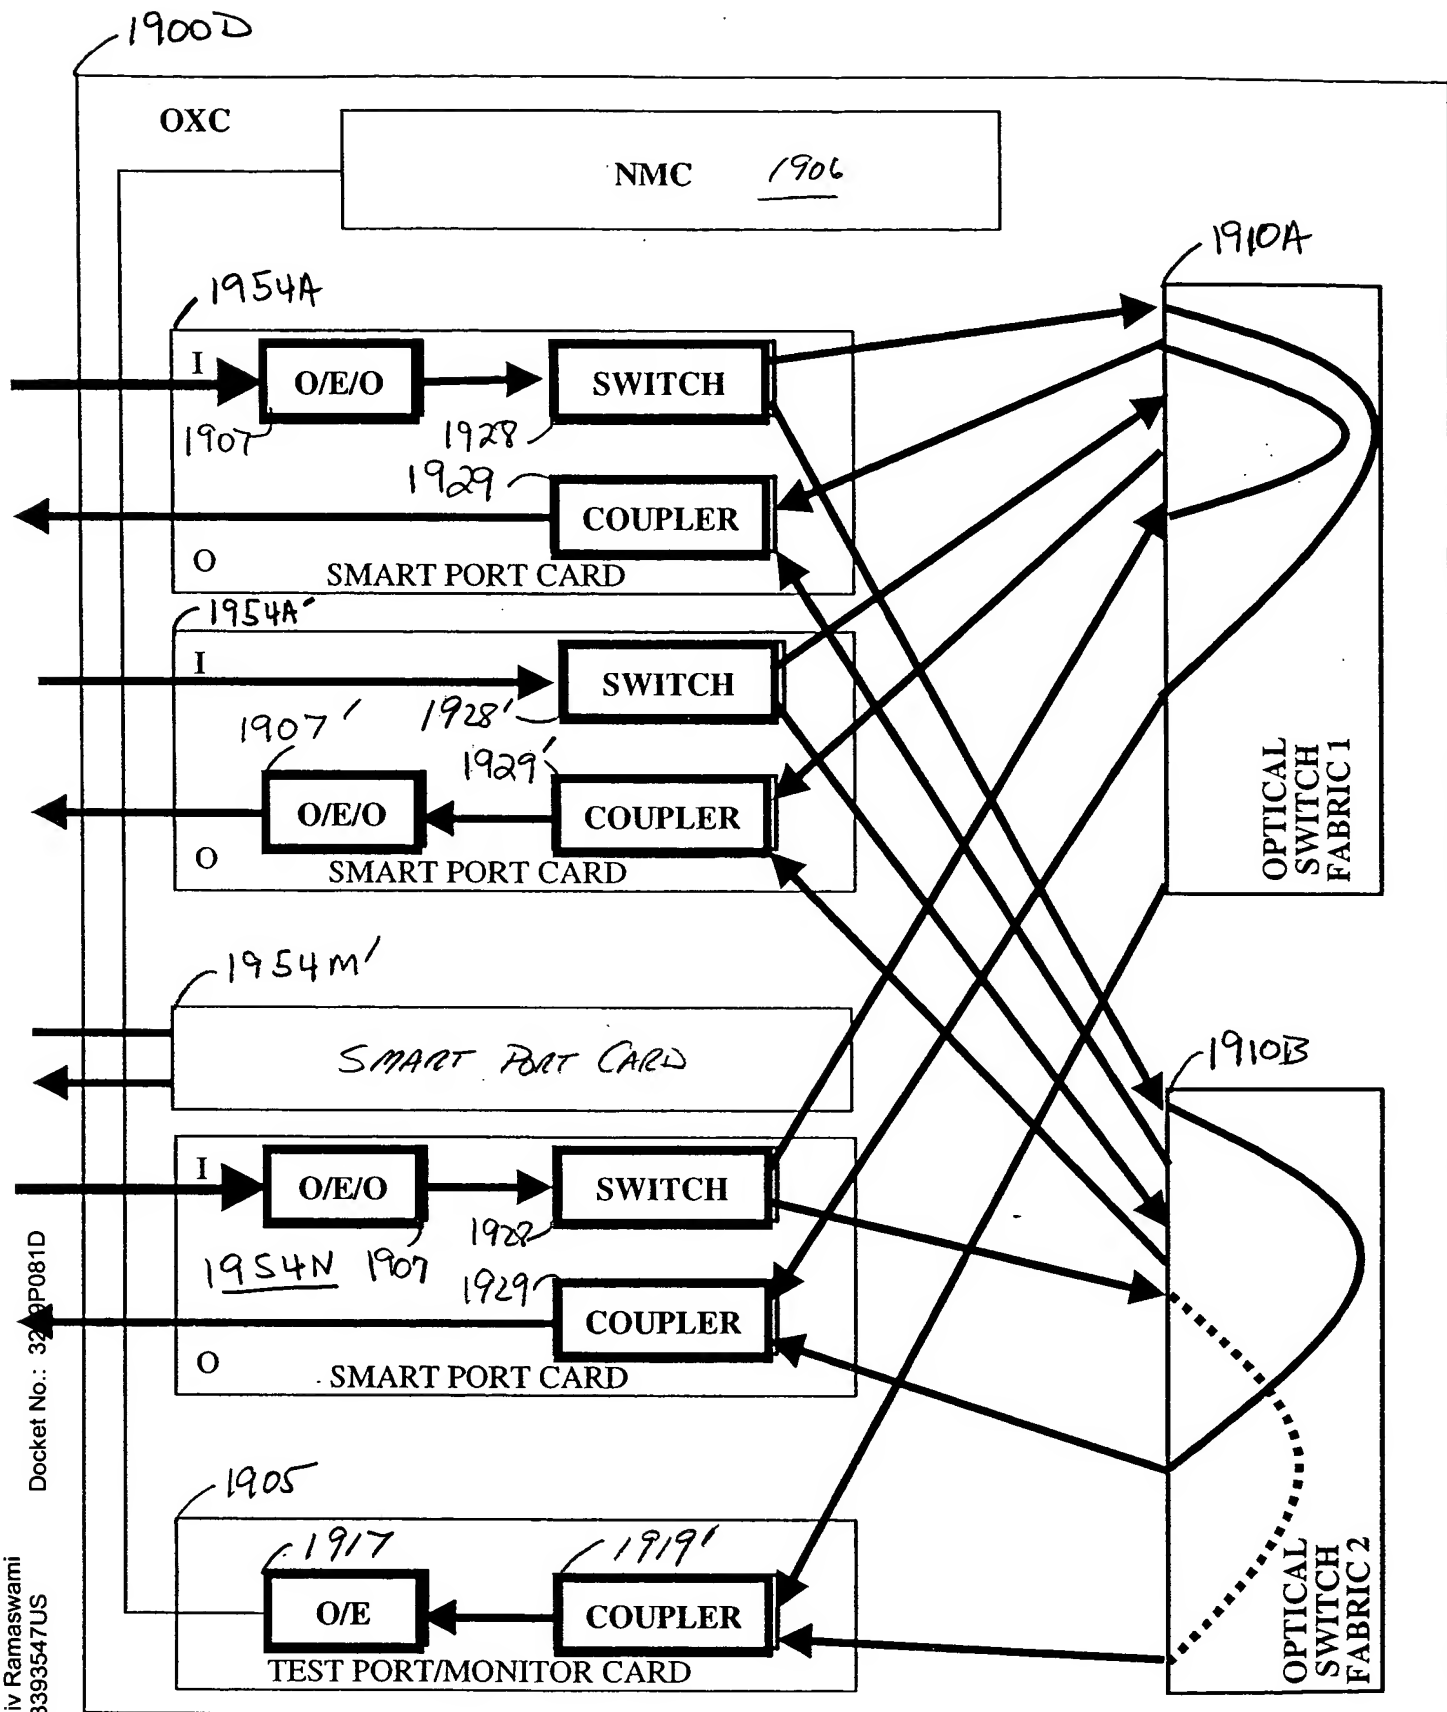 1900D
OXC
NMC 1906
1910A
1954A
I
O/E/O
SWITCH
1907
1928
1929
COUPLER
O
SMART PORT CARD
1954A'
I
SWITCH
1928'
1907'
1929'
O/E/O
COUPLER
O
SMART PORT CARD
OPTICAL
SWITCH
FABRIC 1
1954M'
SMART PORT CARD
1910B
I
O/E/O
SWITCH
1954N
1907
1928
1929
COUPLER
O
SMART PORT CARD
1905
1917
1919'
O/E
COUPLER
TEST PORT/MONITOR CARD
OPTICAL
SWITCH
FABRIC 2
Docket No.: 3259P081D
iv Ramaswami
3393547US